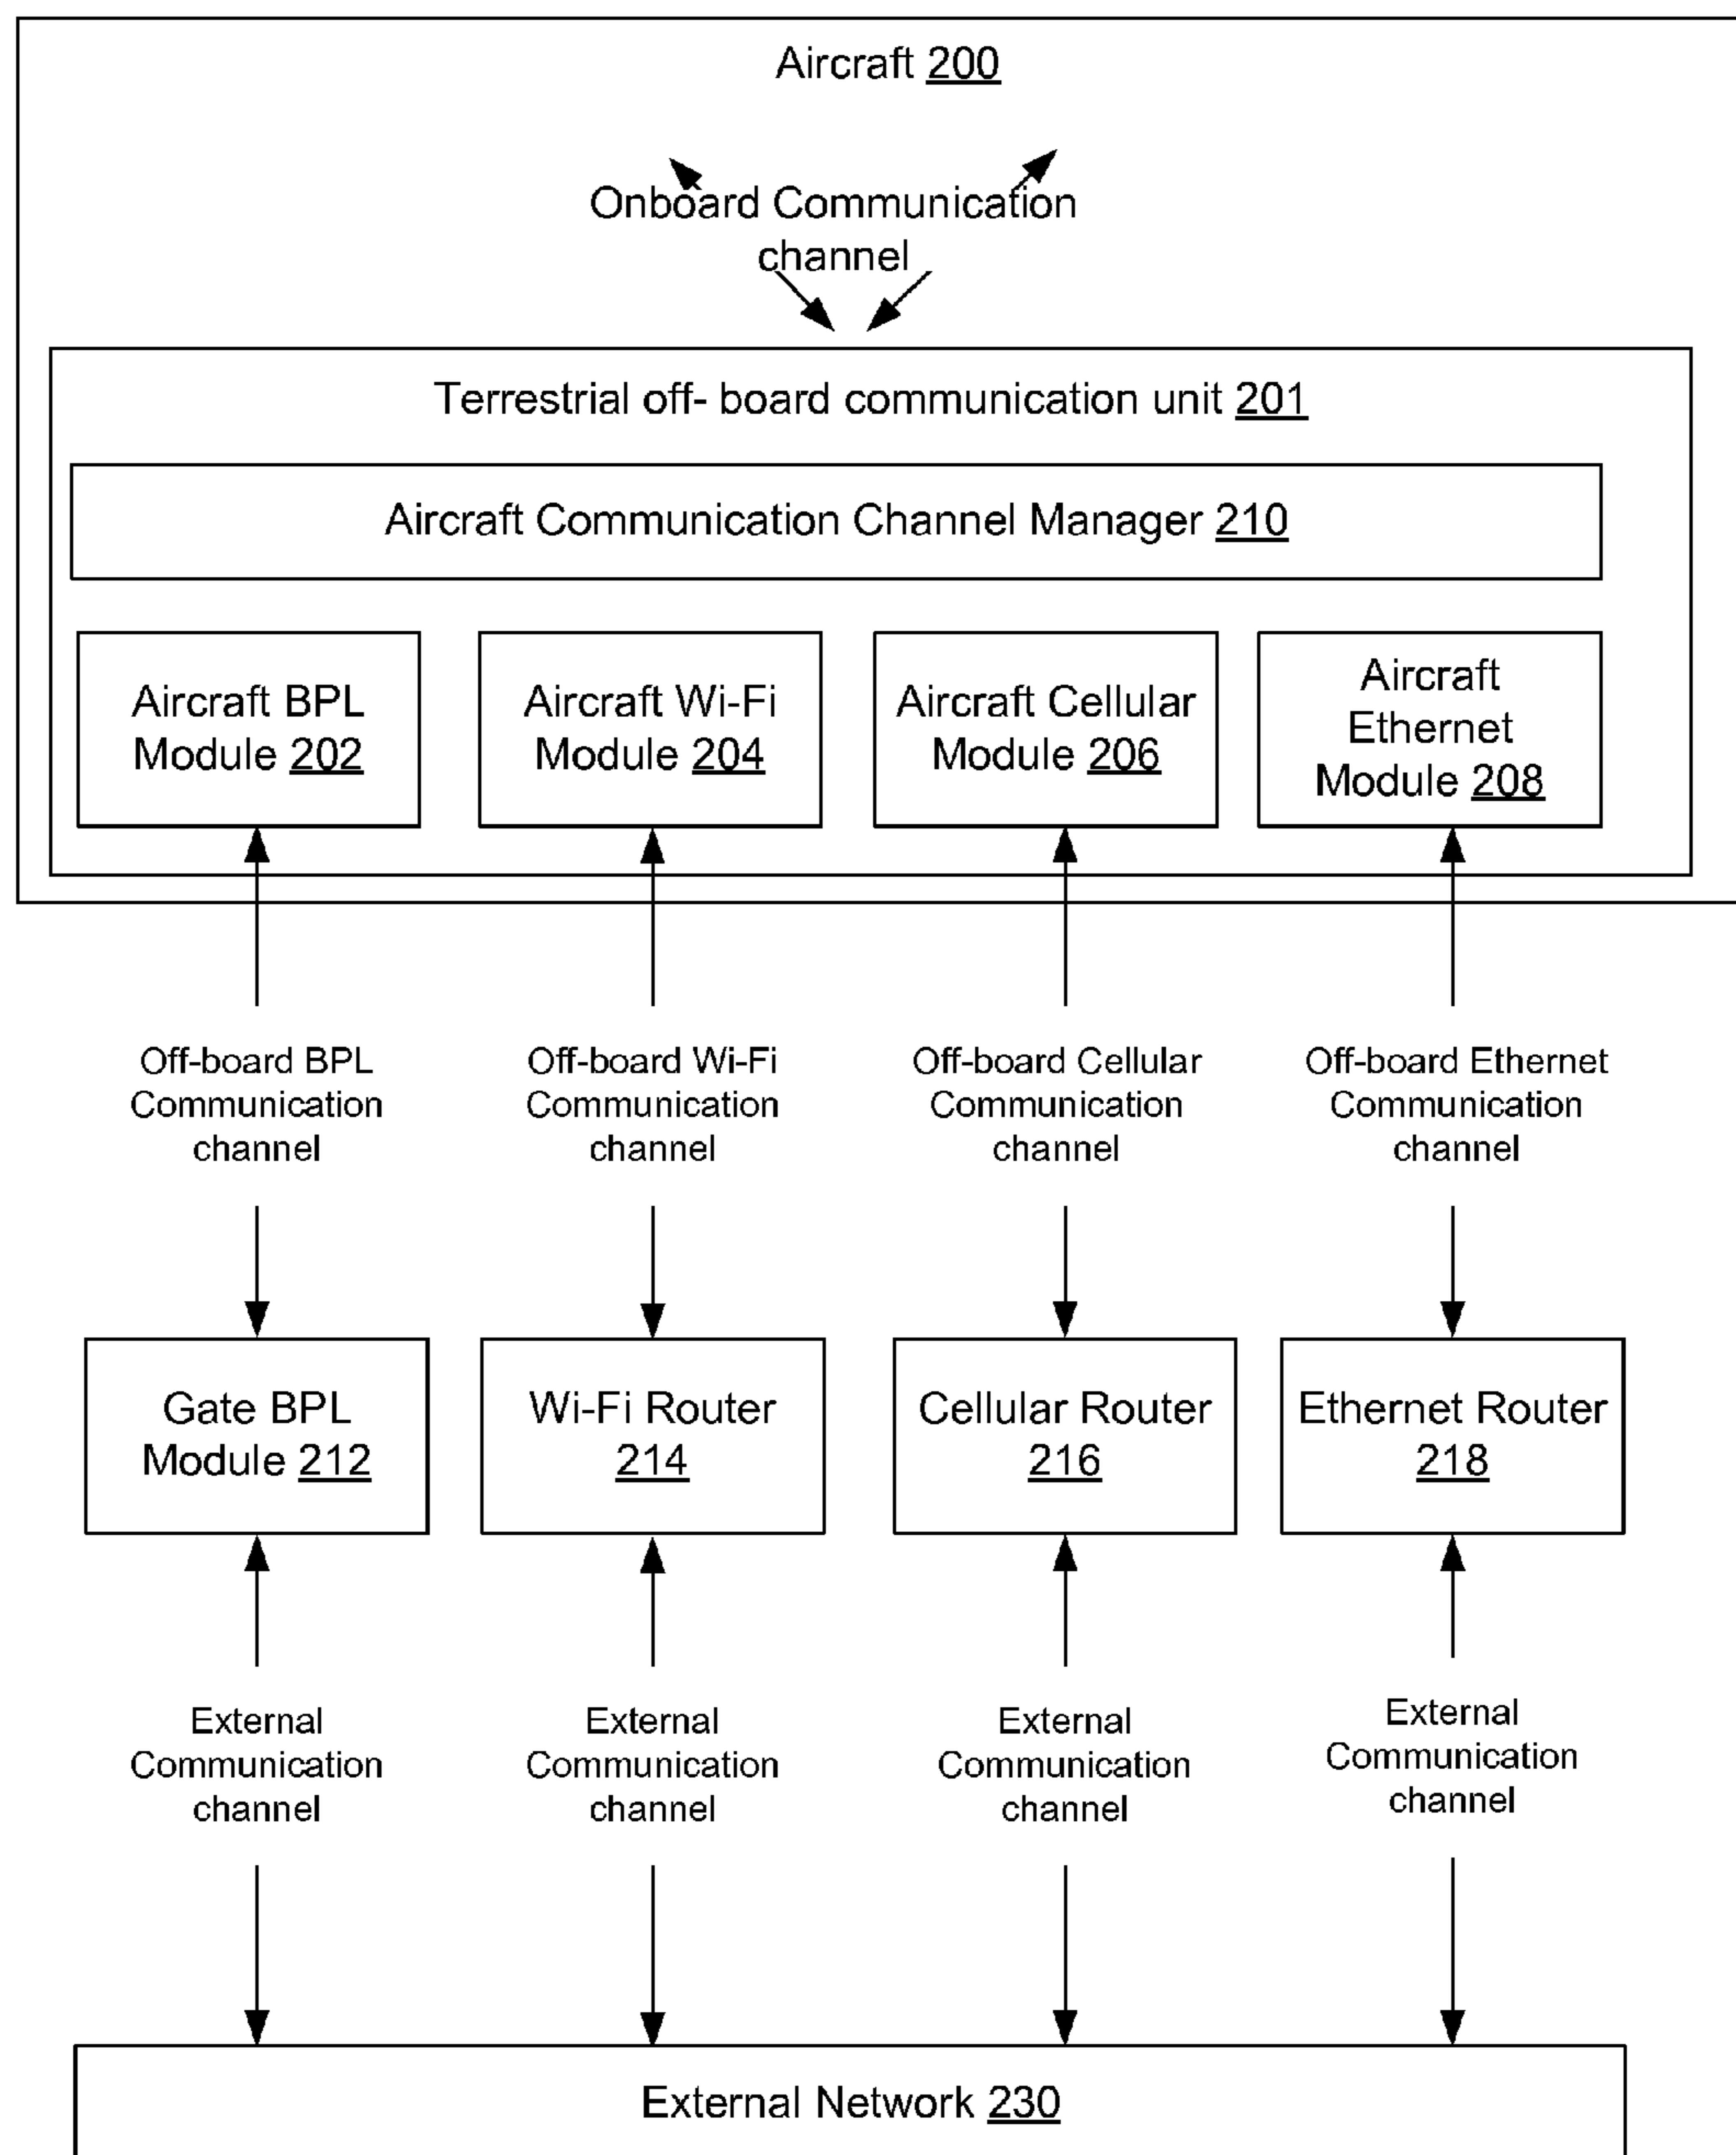 Aircraft 200
Onboard Communication
channel
Terrestrial off- board communication unit 201
Aircraft Communication Channel Manager 210
Aircraft BPL
Module 202
Aircraft Wi-Fi
Module 204
Aircraft Cellular
Module 206
Aircraft
Ethernet
Module 208
Off-board BPL
Communication
channel
Off-board Wi-Fi
Communication
channel
Off-board Cellular
Communication
channel
Off-board Ethernet
Communication
channel
Gate BPL
Module 212
Wi-Fi Router
214
Cellular Router
216
Ethernet Router
218
External
Communication
channel
External
Communication
channel
External
Communication
channel
External
Communication
channel
External Network 230